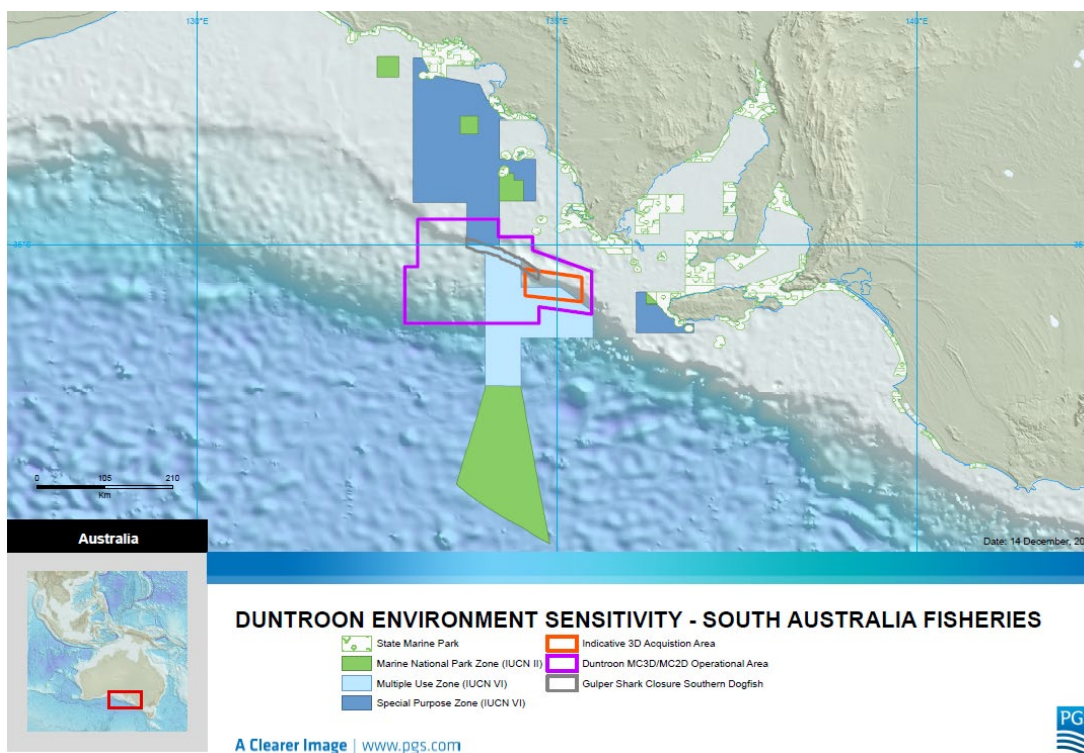 130°E
135°E
140°E
35°S
0 105 210
Km
Date: 14 December, 20
Australia
DUNTROON ENVIRONMENT SENSITIVITY - SOUTH AUSTRALIA FISHERIES
State Marine Park
Marine National Park Zone (IUCN II)
Multiple Use Zone (IUCN VI)
Special Purpose Zone (IUCN VI)
Indicative 3D Acquistion Area
Duntroon MC3D/MC2D Operational Area
Gulper Shark Closure Southern Dogfish
A Clearer Image | www.pgs.com
PG